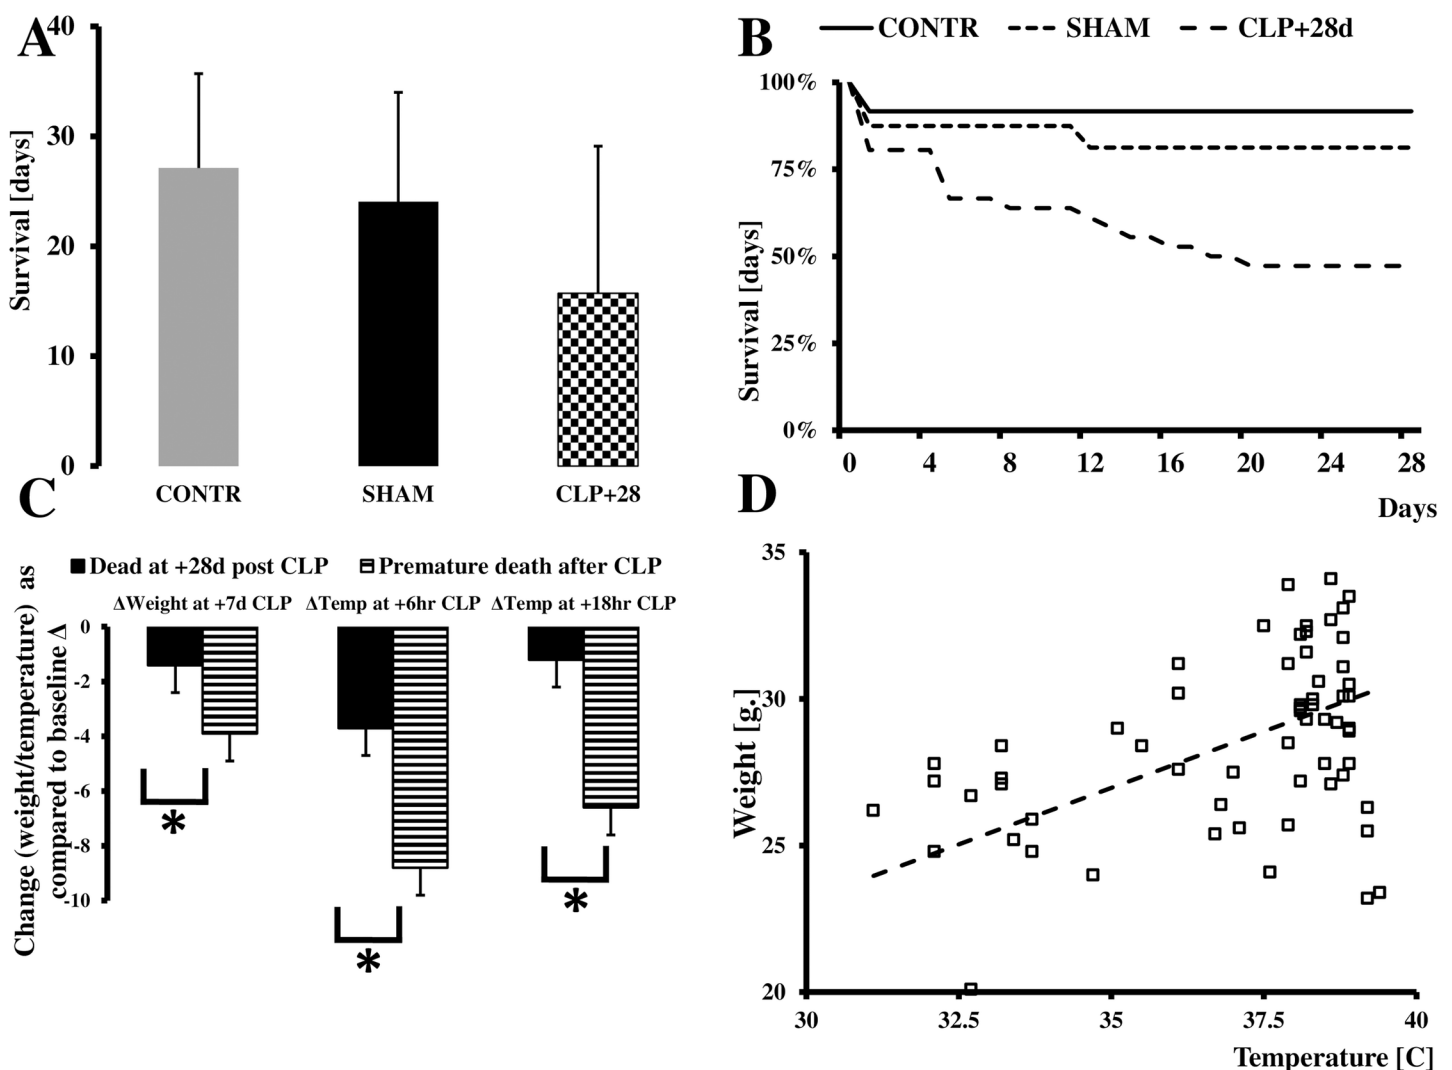 A
Survival [days]
40
30
20
10
0
CONTR
SHAM
CLP+28
B
CONTR
SHAM
CLP+28d
Survival [days]
100%
75%
50%
25%
0%
0
4
8
12
16
20
24
28
Days
C
Dead at +28d post CLP
Premature death after CLP
ΔWeight at +7d CLP
ΔTemp at +6hr CLP
ΔTemp at +18hr CLP
Change (weight/temperature) as
compared to baseline Δ
0
-2
-4
-6
-8
-10
*
*
*
D
Weight [g.]
35
30
25
20
30
32.5
35
37.5
40
Temperature [C]